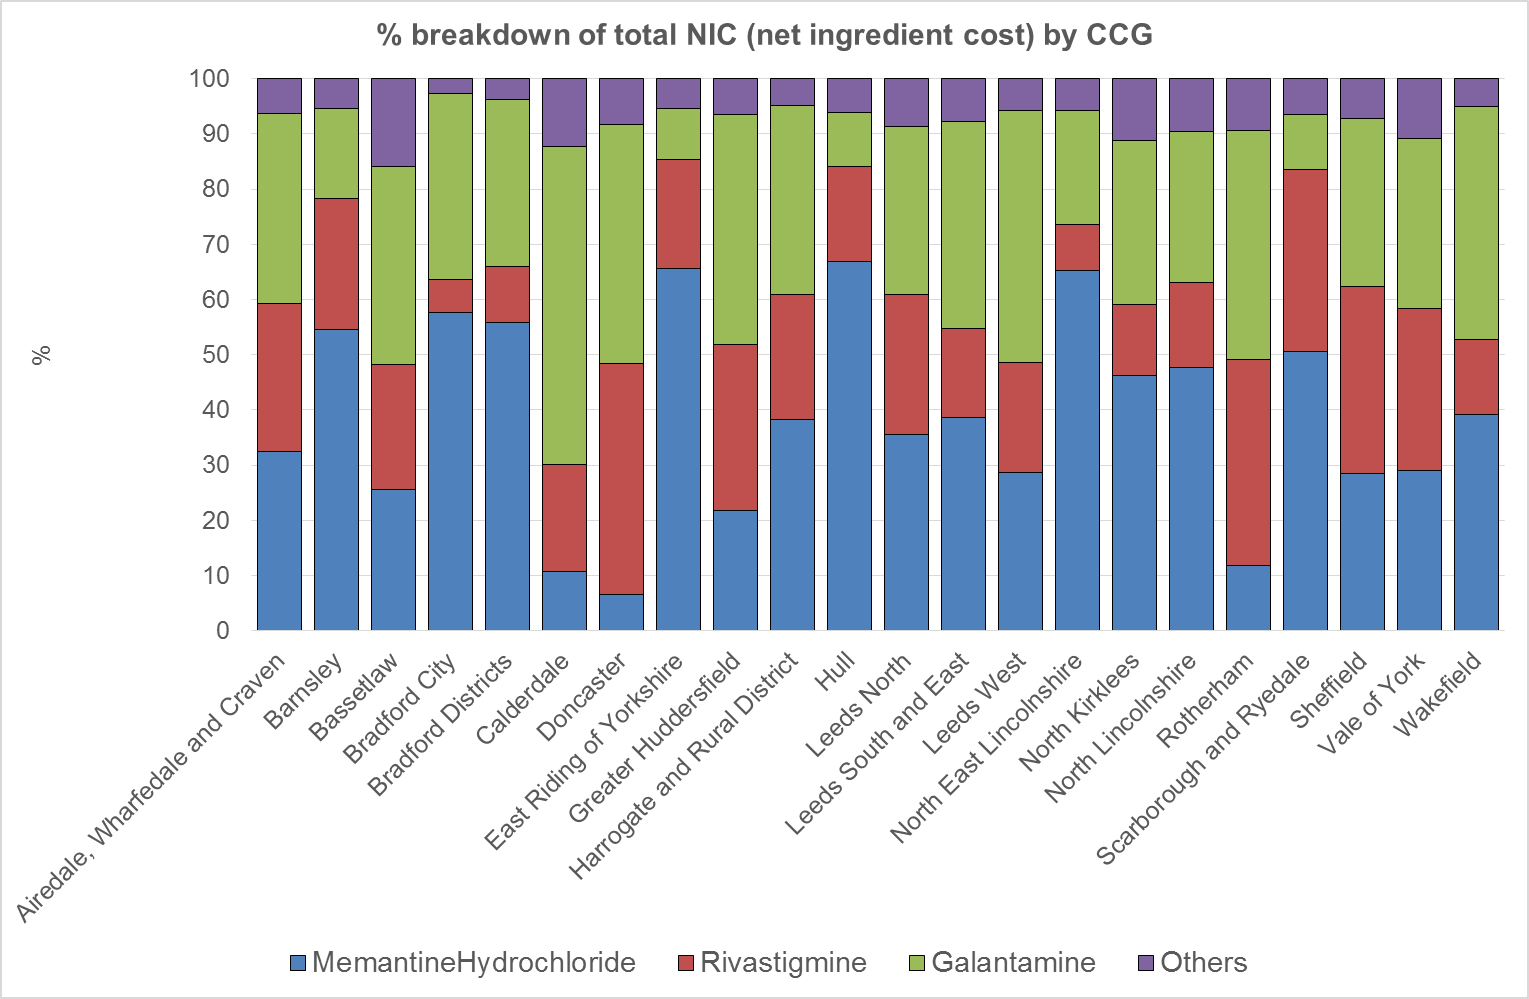 % breakdown of total NIC (net ingredient cost) by CCG
100
90
80
70
60
50
40
30
20
10
0
%
Airedale, Wharfedale and Craven
Barnsley
Bassetlaw
Bradford City
Bradford Districts
Calderdale
Doncaster
East Riding of Yorkshire
Greater Huddersfield
Harrogate and Rural District
Hull
Leeds North
Leeds South and East
Leeds West
North East Lincolnshire
North Kirklees
North Lincolnshire
Rotherham
Scarborough and Ryedale
Sheffield
Vale of York
Wakefield
MemantineHydrochloride
Rivastigmine
Galantamine
Others